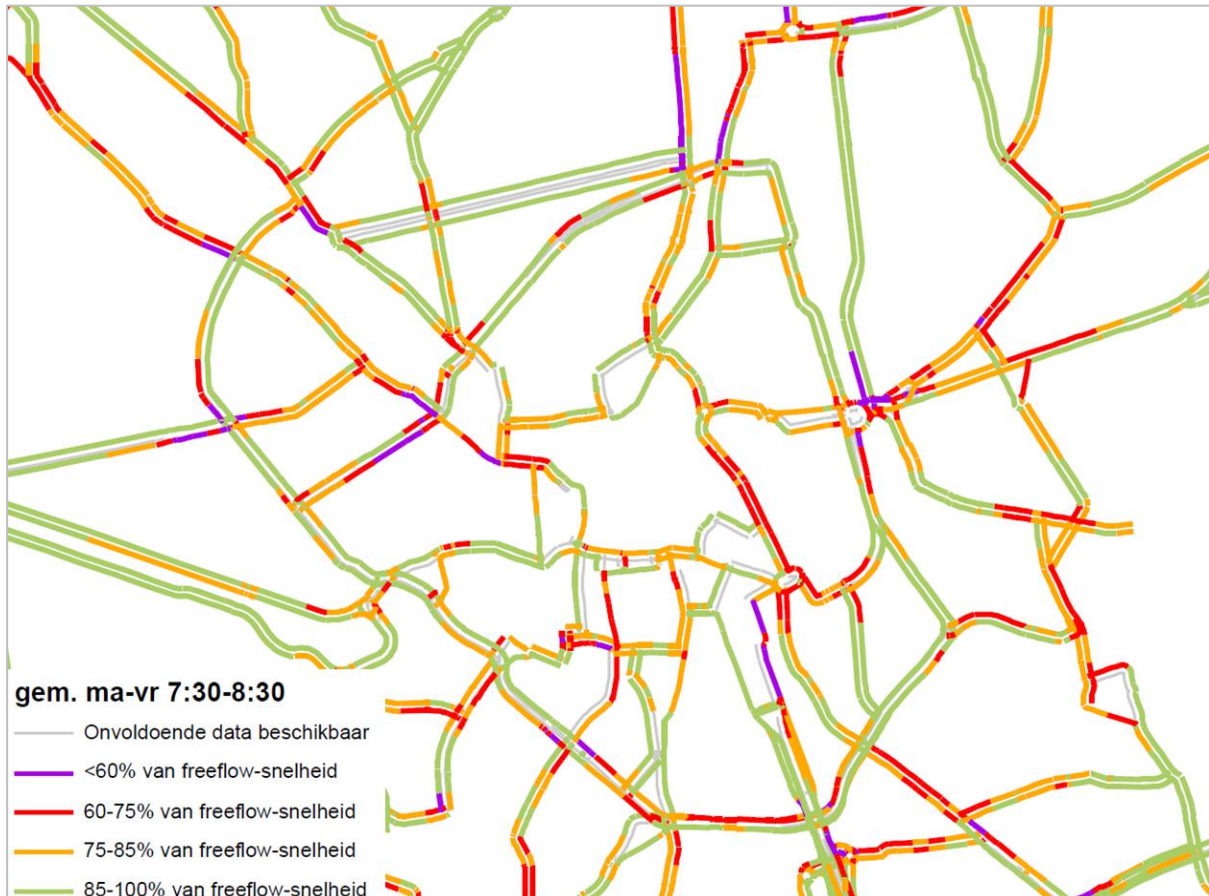 gem. ma-vr 7:30-8:30
Onvoldoende data beschikbaar
<60% van freeflow-snelheid
60-75% van freeflow-snelheid
75-85% van freeflow-snelheid
85-100% van freeflow-snelheid